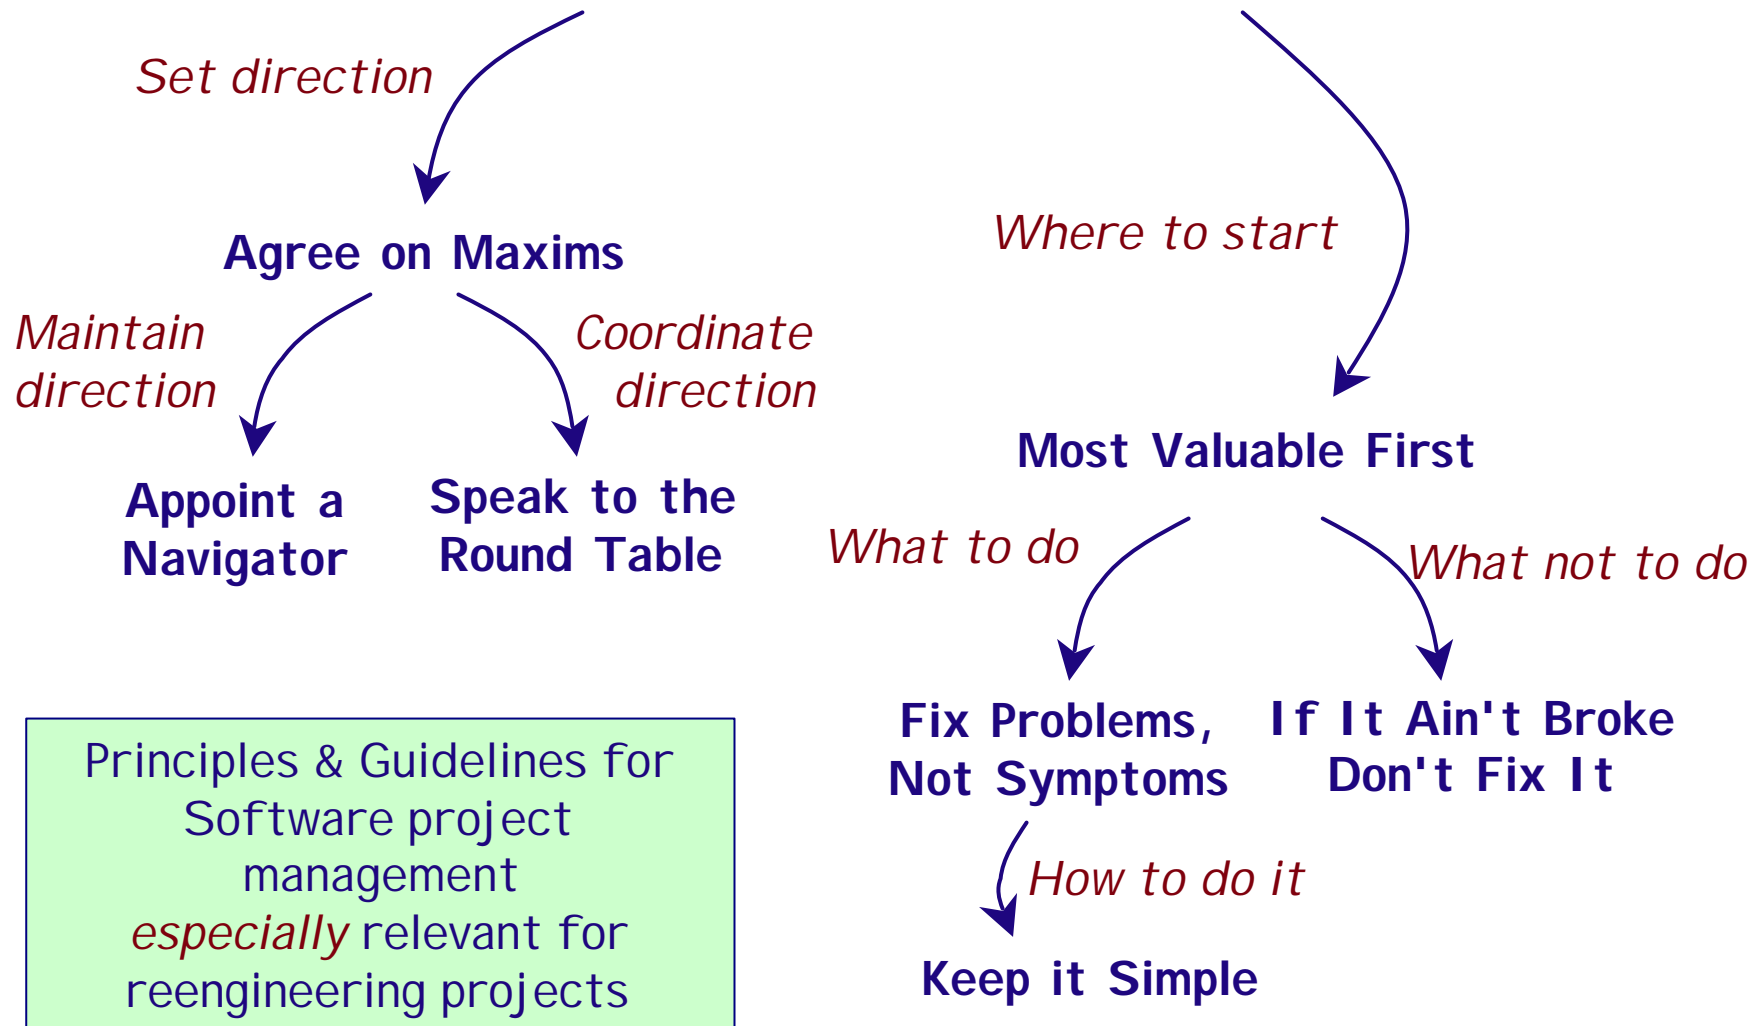 Set direction
Agree on Maxims
Maintain
direction
Coordinate
direction
Appoint a
Navigator
Speak to the
Round Table
Where to start
Most Valuable First
What to do
What not to do
Fix Problems,
Not Symptoms
If It Ain't Broke
Don't Fix It
How to do it
Keep it Simple
Principles & Guidelines for
Software project
management
especially relevant for
reengineering projects